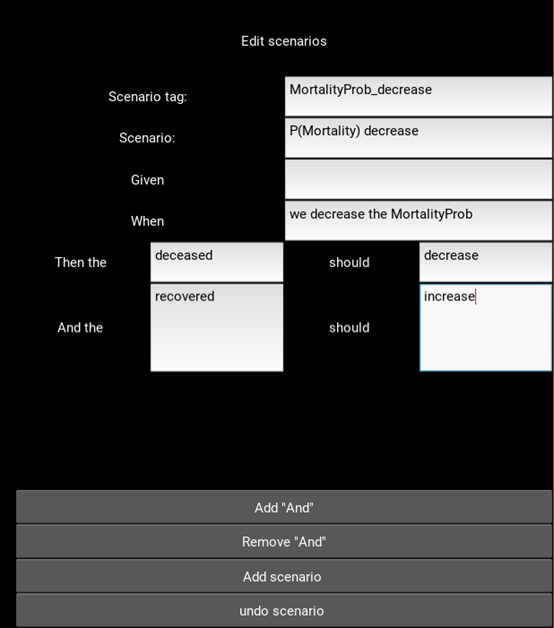 Edit scenarios
Scenario tag: MortalityProb_decrease
Scenario: P(Mortality) decrease
Given
When we decrease the MortalityProb
Then the deceased should decrease
And the recovered should increase
Add "And"
Remove "And"
Add scenario
undo scenario